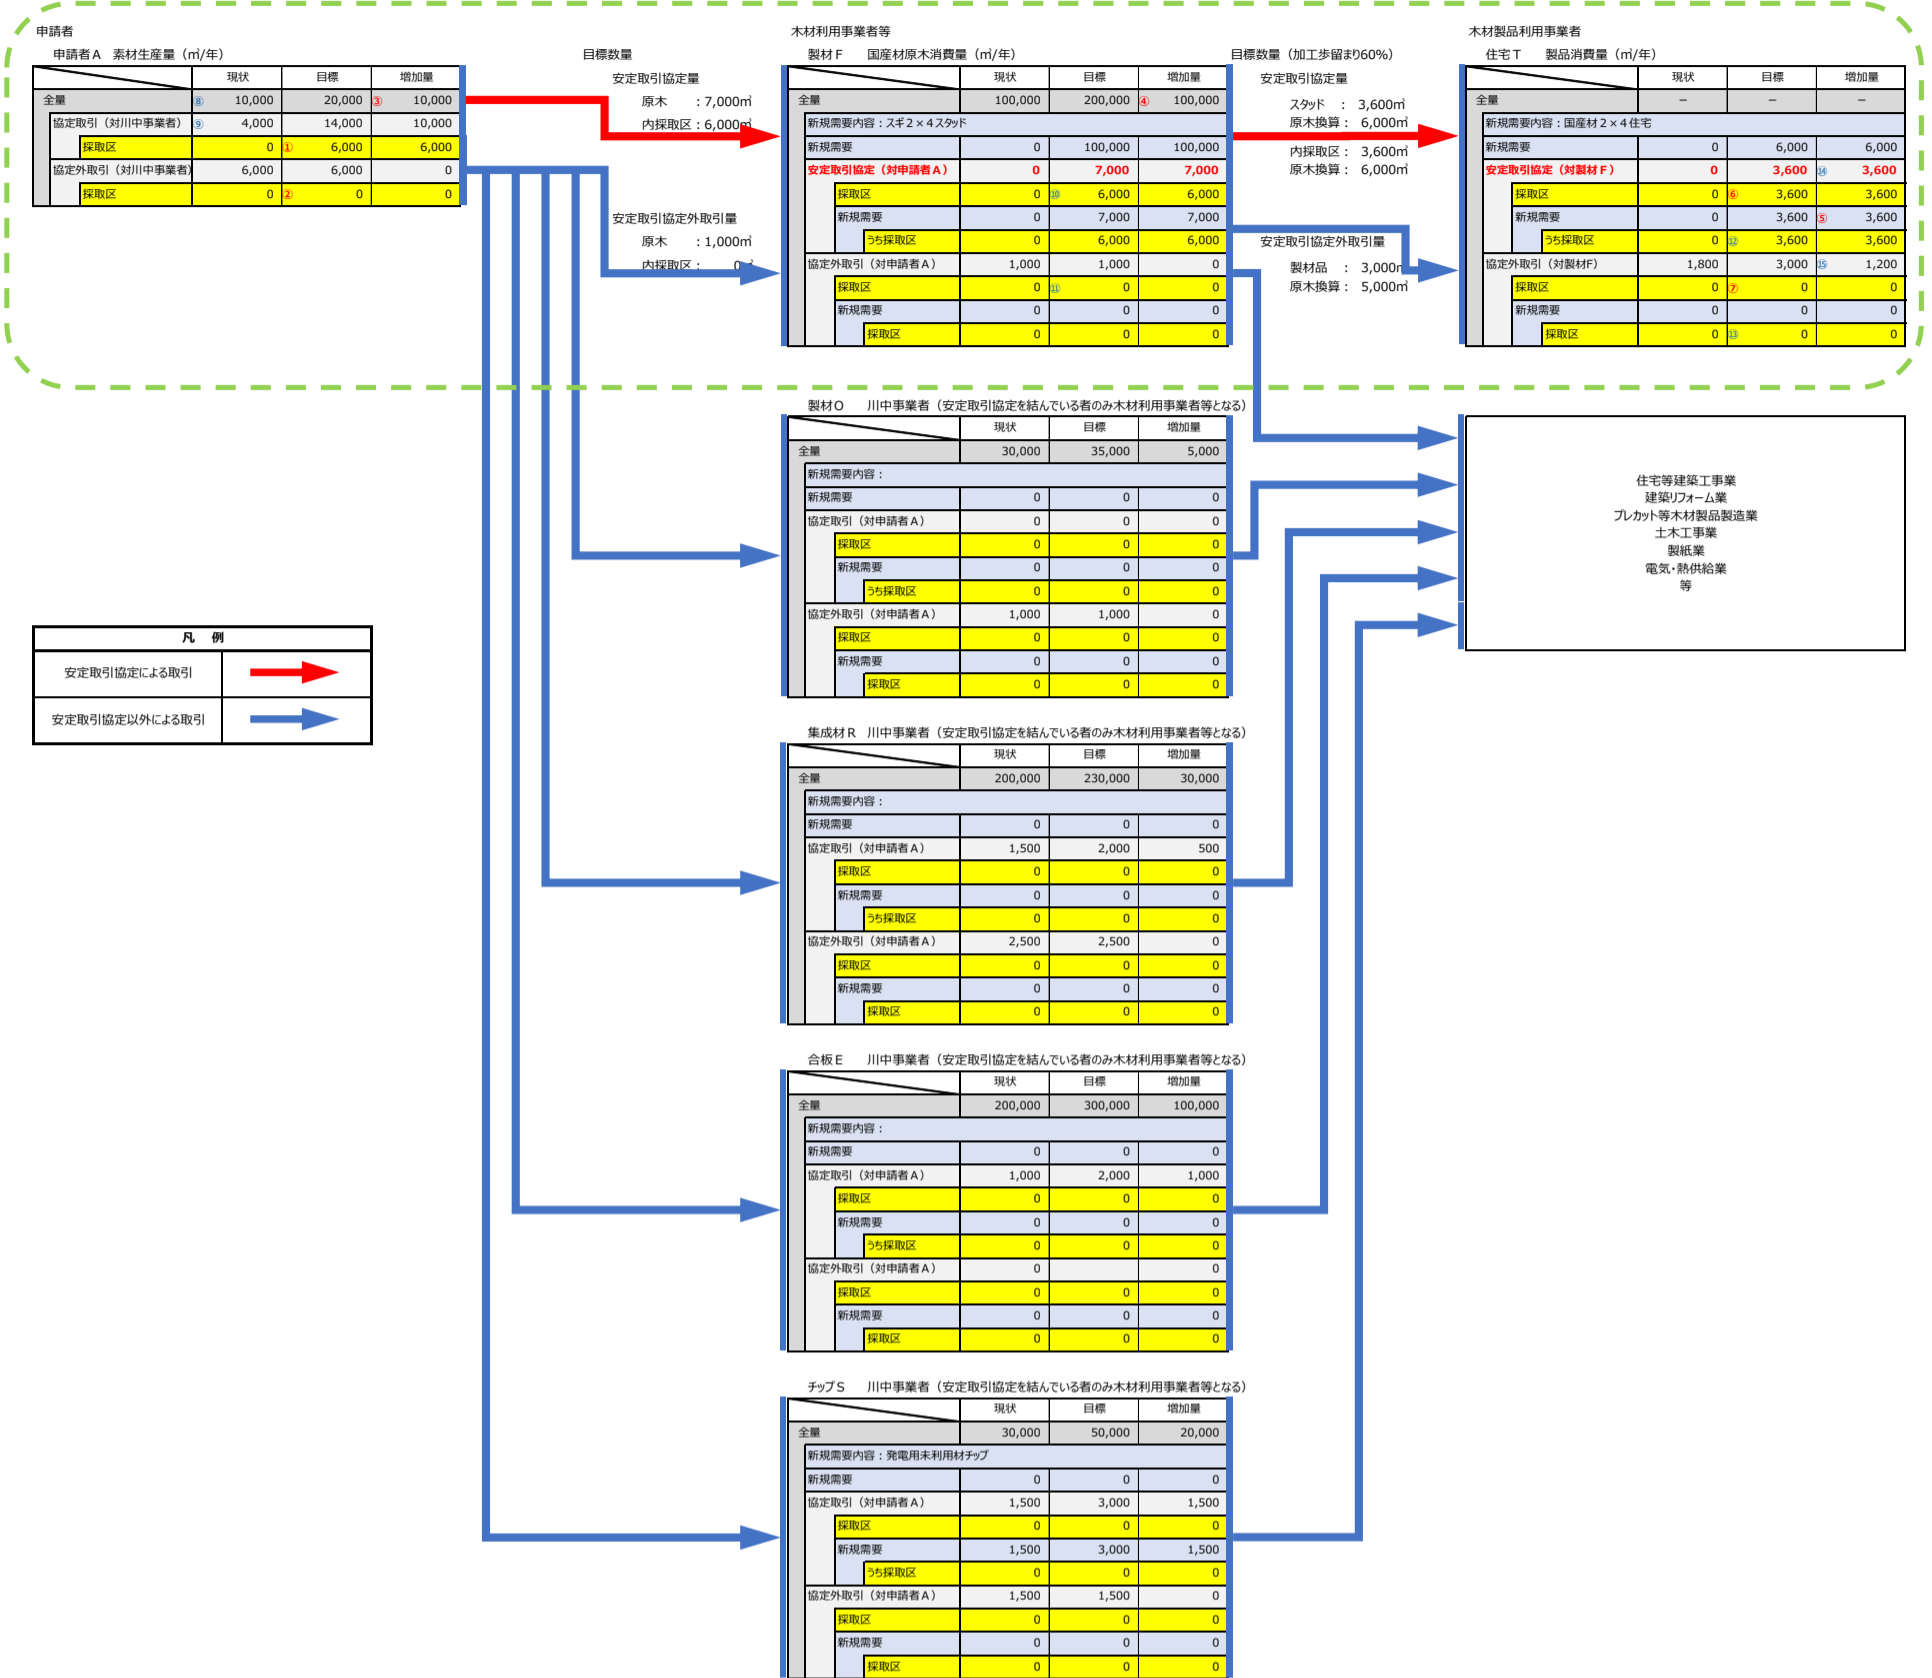 申請者
申請者A　素材生産量（㎥/年）
現状 目標 増加量
全量 ⑧ 10,000 20,000 ③ 10,000
協定取引（対川中事業者） ⑨ 4,000 14,000 10,000
採取区 0 ① 6,000 6,000
協定外取引（対川中事業者） 6,000 6,000 0
採取区 0 ② 0 0
目標数量
安定取引協定量
原木　：7,000㎥
内採取区：6,000㎥
安定取引協定外取引量
原木　：1,000㎥
内採取区：　0㎥
木材利用事業者等
製材F　国産材原木消費量（㎥/年）
現状 目標 増加量
全量 100,000 200,000 ④ 100,000
新規需要内容：スギ2×4スタッド
新規需要 0 100,000 100,000
安定取引協定（対申請者A） 0 7,000 7,000
採取区 0 ⑩ 6,000 6,000
新規需要 0 7,000 7,000
うち採取区 0 6,000 6,000
協定外取引（対申請者A） 1,000 1,000 0
採取区 0 ⑪ 0 0
新規需要 0 0 0
採取区 0 0 0
目標数量（加工歩留まり60%）
安定取引協定量
スタッド　：　3,600㎥
原木換算：　6,000㎥
内採取区：　3,600㎥
原木換算：　6,000㎥
安定取引協定外取引量
製材品　：　3,000㎥
原木換算：　5,000㎥
木材製品利用事業者
住宅T　製品消費量（㎥/年）
現状 目標 増加量
全量 － － －
新規需要内容：国産材2×4住宅
新規需要 0 6,000 6,000
安定取引協定（対製材F） 0 3,600 ⑭ 3,600
採取区 0 ⑥ 3,600 3,600
新規需要 0 3,600 ⑤ 3,600
うち採取区 0 ⑫ 3,600 3,600
協定外取引（対製材F） 1,800 3,000 ⑮ 1,200
採取区 0 ⑦ 0 0
新規需要 0 0 0
採取区 0 ⑬ 0 0
製材O　川中事業者（安定取引協定を結んでいる者のみ木材利用事業者等となる）
現状 目標 増加量
全量 30,000 35,000 5,000
新規需要内容：
新規需要 0 0 0
協定取引（対申請者A） 0 0 0
採取区 0 0 0
新規需要 0 0 0
うち採取区 0 0 0
協定外取引（対申請者A） 1,000 1,000 0
採取区 0 0 0
新規需要 0 0 0
採取区 0 0 0
住宅等建築工事業
建築リフォーム業
プレカット等木材製品製造業
土木工事業
製紙業
電気・熱供給業
等
凡　例
安定取引協定による取引
安定取引協定以外による取引
集成材R　川中事業者（安定取引協定を結んでいる者のみ木材利用事業者等となる）
現状 目標 増加量
全量 200,000 230,000 30,000
新規需要内容：
新規需要 0 0 0
協定取引（対申請者A） 1,500 2,000 500
採取区 0 0 0
新規需要 0 0 0
うち採取区 0 0 0
協定外取引（対申請者A） 2,500 2,500 0
採取区 0 0 0
新規需要 0 0 0
採取区 0 0 0
合板E　川中事業者（安定取引協定を結んでいる者のみ木材利用事業者等となる）
現状 目標 増加量
全量 200,000 300,000 100,000
新規需要内容：
新規需要 0 0 0
協定取引（対申請者A） 1,000 2,000 1,000
採取区 0 0 0
新規需要 0 0 0
うち採取区 0 0 0
協定外取引（対申請者A） 0 0
採取区 0 0 0
新規需要 0 0 0
採取区 0 0 0
チップS　川中事業者（安定取引協定を結んでいる者のみ木材利用事業者等となる）
現状 目標 増加量
全量 30,000 50,000 20,000
新規需要内容：発電用未利用材チップ
新規需要 0 0 0
協定取引（対申請者A） 1,500 3,000 1,500
採取区 0 0 0
新規需要 1,500 3,000 1,500
うち採取区 0 0 0
協定外取引（対申請者A） 1,500 1,500 0
採取区 0 0 0
新規需要 0 0 0
採取区 0 0 0